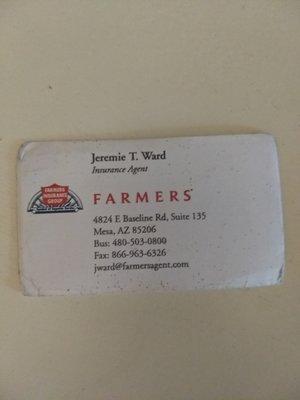 Jeremie T. Ward
Insurance Agent
FARMERS
INSURANCE
GROUP
FARMERS®
4824 E Baseline Rd, Suite 135
Mesa, AZ 85206
Bus: 480-503-0800
Fax: 866-963-6326
jward@farmersagent.com